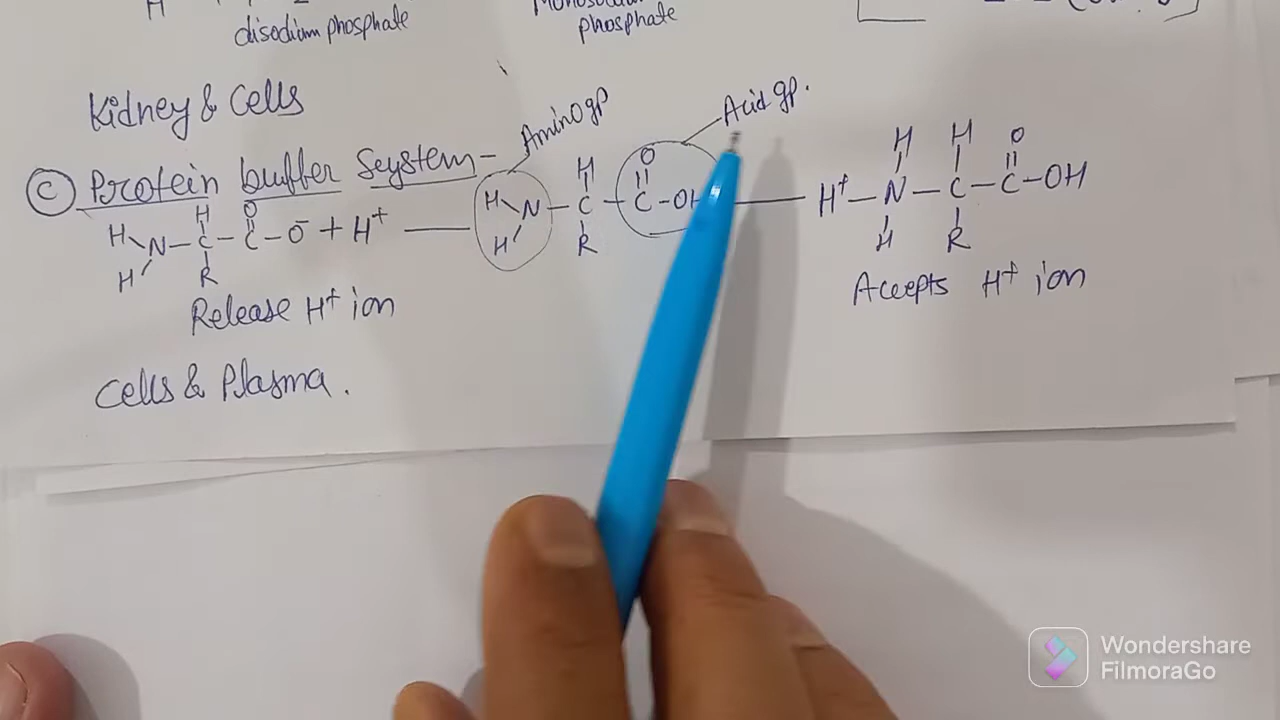 disodium phosphate
phosphate
Kidney & Cells
Amino gp
Acid gp.
C Protein buffer Seystem-
H H O
H-N-C-C-O⁻ + H⁺
H R
H H O
H-N-C-C-OH
H R
H H O
H⁺-N-C-C-OH
H R
Release H⁺ ion
Accepts H⁺ ion
Cells & Plasma.
Wondershare
FilmoraGo